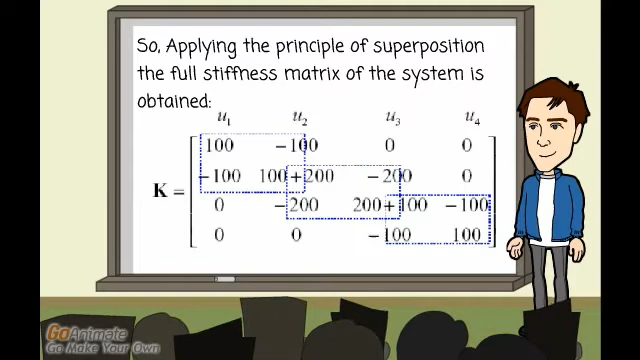 So, Applying the principle of superposition
the full stiffness matrix of the system is
obtained:
u₁ u₂ u₃ u₄
100 −100 0 0
−100 100+200 −200 0
K =
0 −200 200+100 −100
0 0 −100 100
GoAnimate
Go Make Your Own